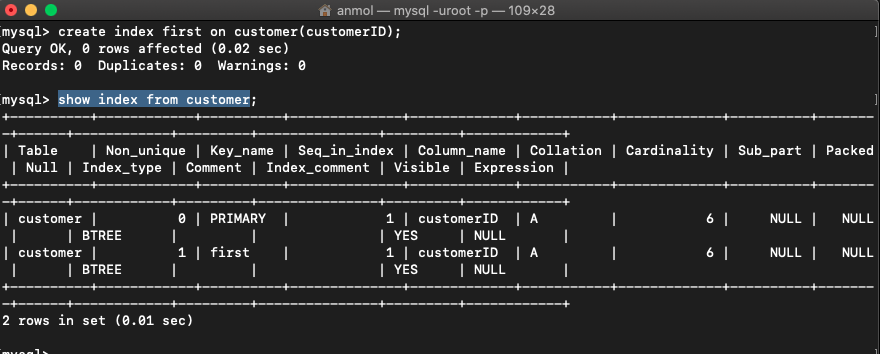 anmol — mysql -uroot -p — 109×28
[mysql> create index first on customer(customerID);
Query OK, 0 rows affected (0.02 sec)
Records: 0  Duplicates: 0  Warnings: 0
[mysql> show index from customer;
+----------+------------+----------+--------------+-------------+-----------+-------------+----------+-------
-+------+------------+---------+---------------+---------+------------+
| Table    | Non_unique | Key_name | Seq_in_index | Column_name | Collation | Cardinality | Sub_part | Packed
 | Null | Index_type | Comment | Index_comment | Visible | Expression |
+----------+------------+----------+--------------+-------------+-----------+-------------+----------+-------
-+------+------------+---------+---------------+---------+------------+
| customer |          0 | PRIMARY  |            1 | customerID  | A         |           6 |     NULL |   NULL
 |      | BTREE      |         |               | YES     | NULL       |
| customer |          1 | first    |            1 | customerID  | A         |           6 |     NULL |   NULL
 |      | BTREE      |         |               | YES     | NULL       |
+----------+------------+----------+--------------+-------------+-----------+-------------+----------+-------
-+------+------------+---------+---------------+---------+------------+
2 rows in set (0.01 sec)
[mysql>